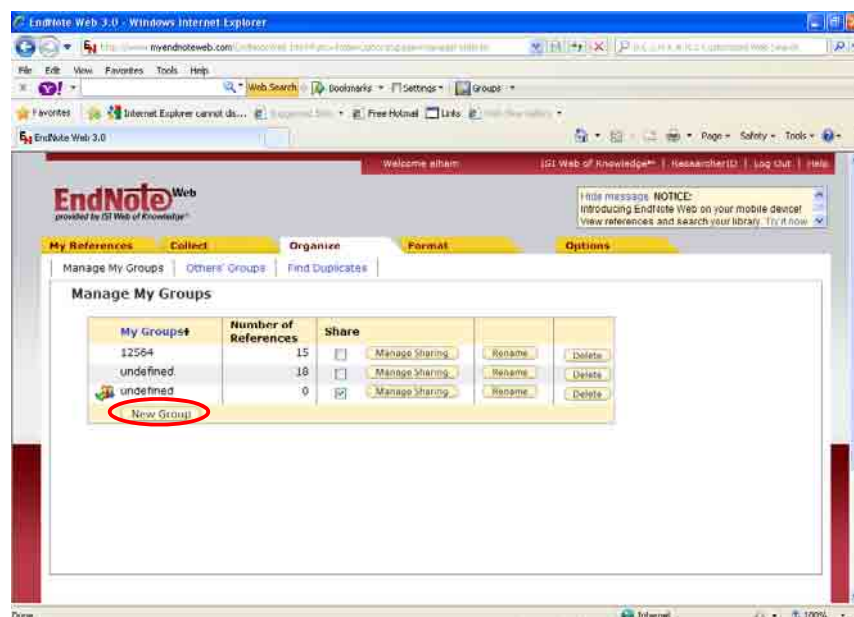 EndNote Web 3.0 - Windows Internet Explorer
myendnoteweb.com
File Edit View Favorites Tools Help
Y! Web Search Bookmarks Settings Groups
Favorites Internet Explorer cannot dis... Free Hotmail Links
EndNote Web 3.0 Page Safety Tools
Welcome elham ISI Web of Knowledge | ResearcherID | Log Out | Help
EndNote Web
provided by ISI Web of Knowledge
Hide message NOTICE:
Introducing EndNote Web on your mobile device!
View references and search your library. Try it now
My References Collect Organize Format Options
Manage My Groups Others' Groups Find Duplicates
Manage My Groups
My Groups Number of References Share
12564 15 Manage Sharing Rename Delete
undefined 18 Manage Sharing Rename Delete
undefined 0 Manage Sharing Rename Delete
New Group
Done Internet 100%